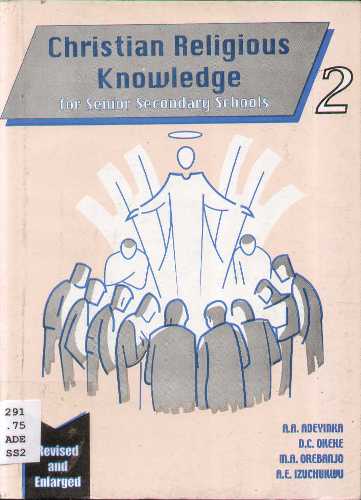 Christian Religious
Knowledge
for Senior Secondary Schools
2
A.A. ADEYINKA
D.C. OKEKE
M.A. OREBANJO
A.E. IZUCHUKWU
291
.75
ADE
SS2
Revised
and
Enlarged